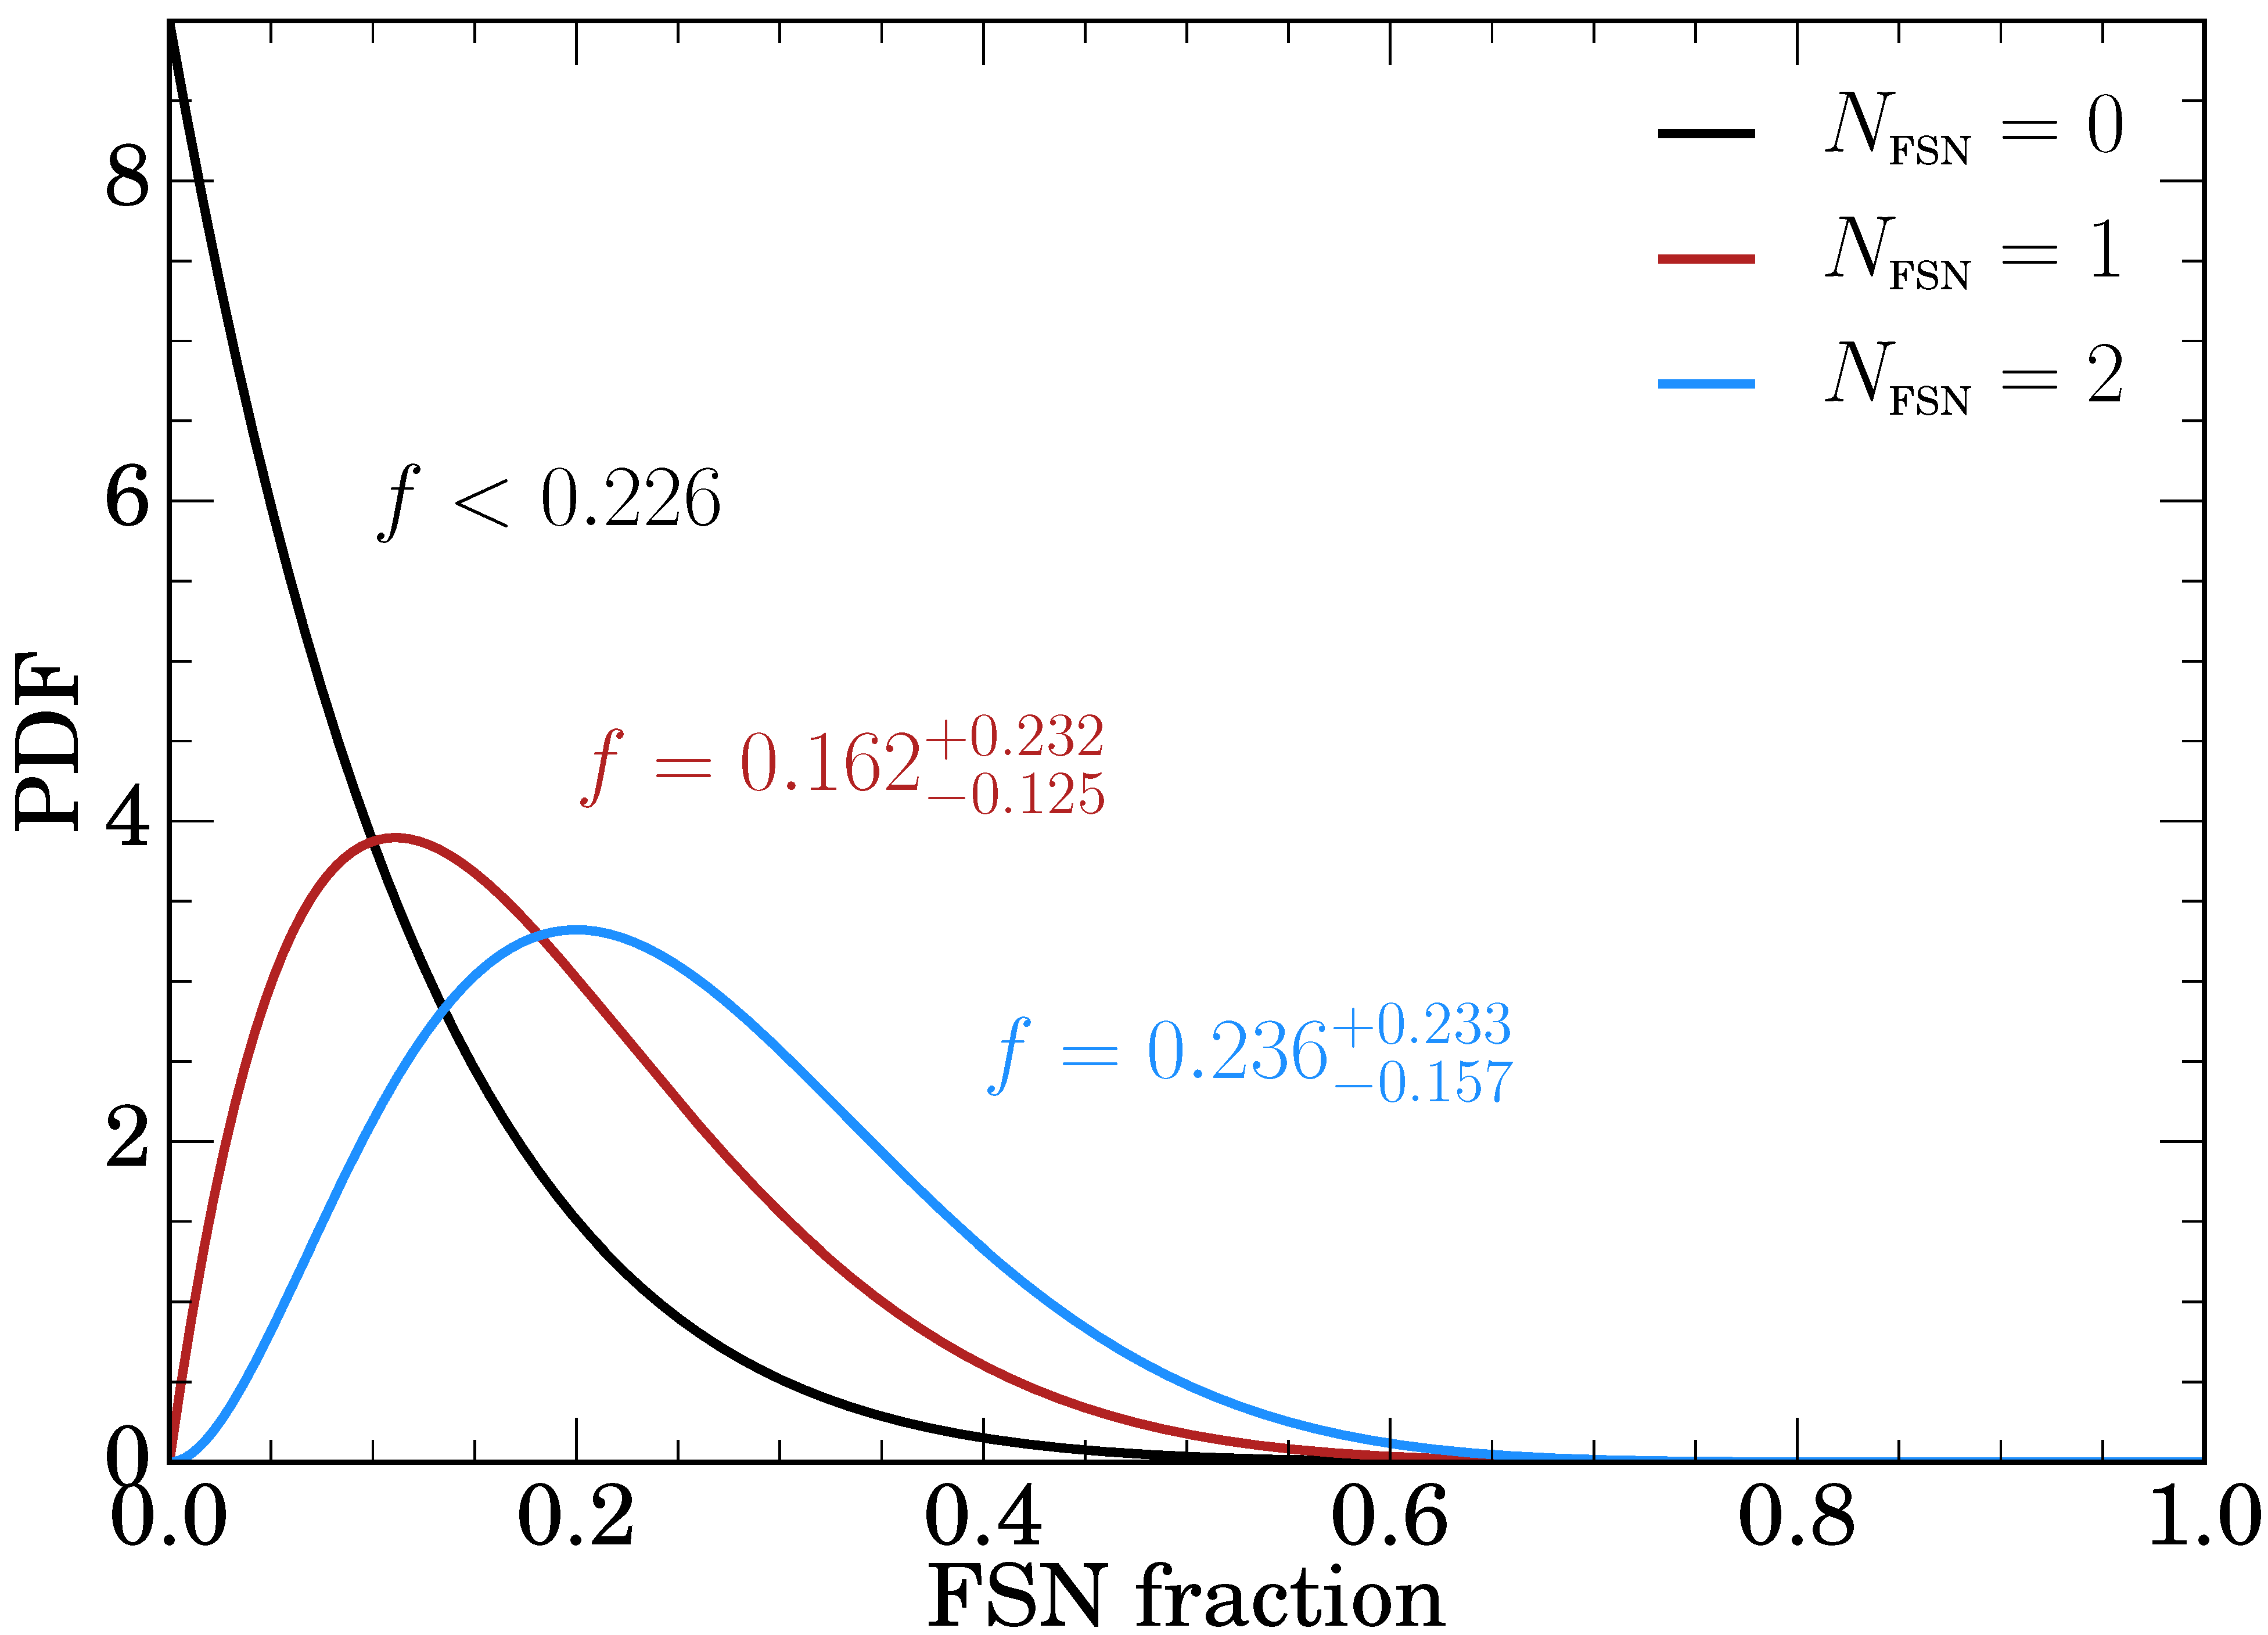 N_FSN = 0
N_FSN = 1
N_FSN = 2
f < 0.226
f = 0.162^{+0.232}_{-0.125}
f = 0.236^{+0.233}_{-0.157}
PDF
8
6
4
2
0
0.0 0.2 0.4 0.6 0.8 1.0
FSN fraction